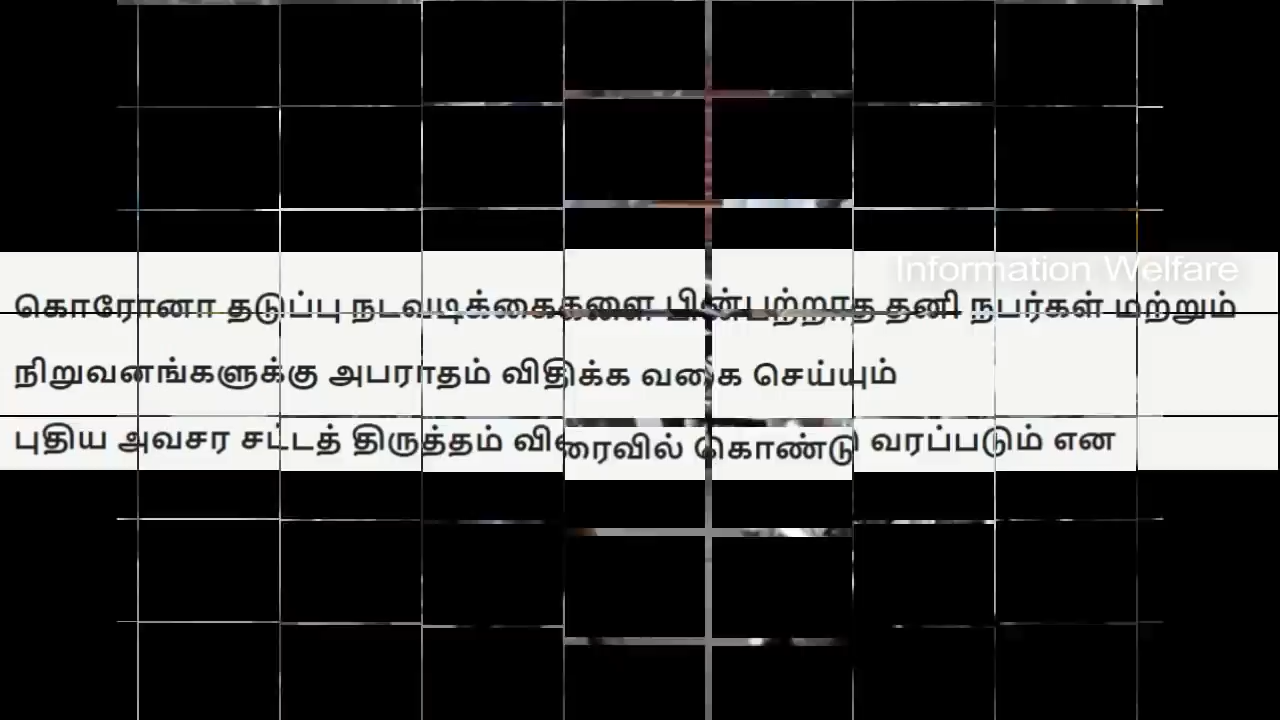 Information Welfare
கொரோனா தடுப்பு நடவடிக்கைகளை பின்பற்றாத தனி நபர்கள் மற்றும்
நிறுவனங்களுக்கு அபராதம் விதிக்க வகை செய்யும்
புதிய அவசர சட்டத் திருத்தம் விரைவில் கொண்டு வரப்படும் என